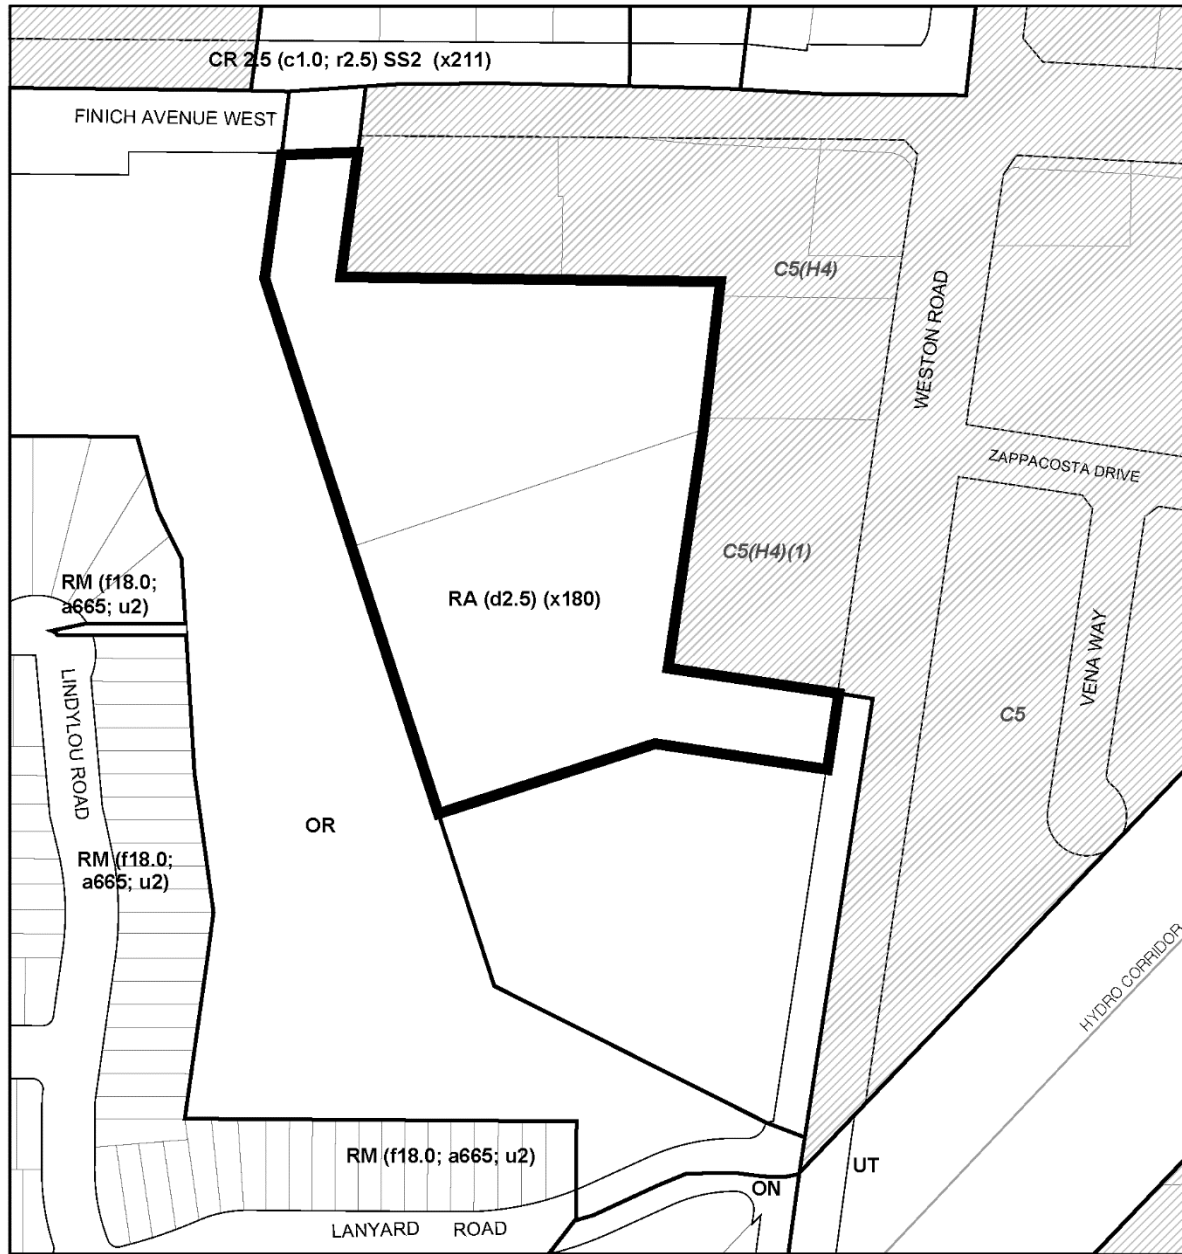 CR 2.5 (c1.0; r2.5) SS2 (x211)
FINICH AVENUE WEST
C5(H4)
WESTON ROAD
ZAPPACOSTA DRIVE
C5(H4)(1)
RM (f18.0;
a665; u2)
RA (d2.5) (x180)
LINDYLOU ROAD
VENA WAY
C5
OR
RM (f18.0;
a665; u2)
HYDRO CORRIDOR
RM (f18.0; a665; u2)
UT
ON
LANYARD ROAD